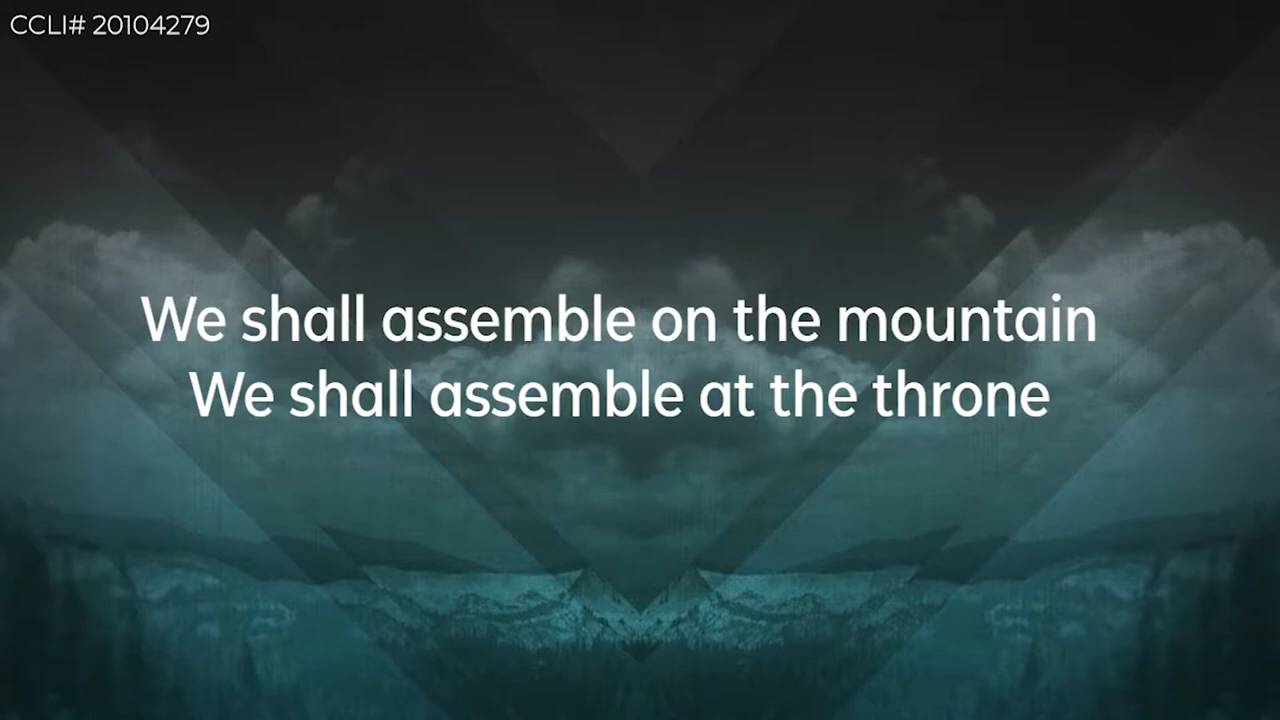 CCLI# 20104279
We shall assemble on the mountain
We shall assemble at the throne